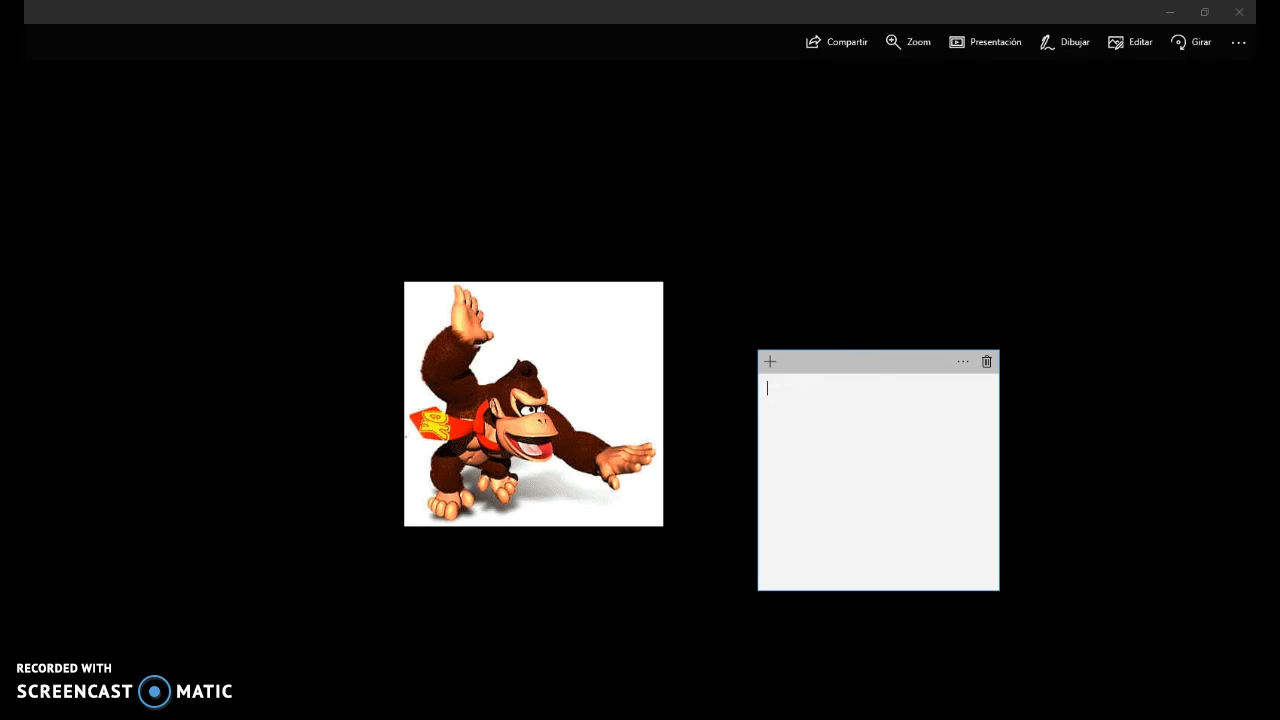 Compartir Zoom Presentación Dibujar Editar Girar
DK
RECORDED WITH
SCREENCAST MATIC